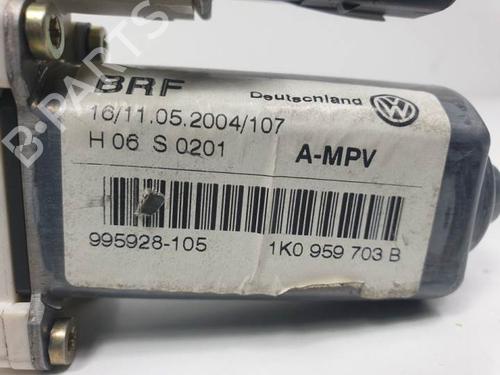 BRF Deutschland
16/11.05.2004/107
H 06 S 0201 A-MPV
995928-105 1K0 959 703 B
B-PARTS